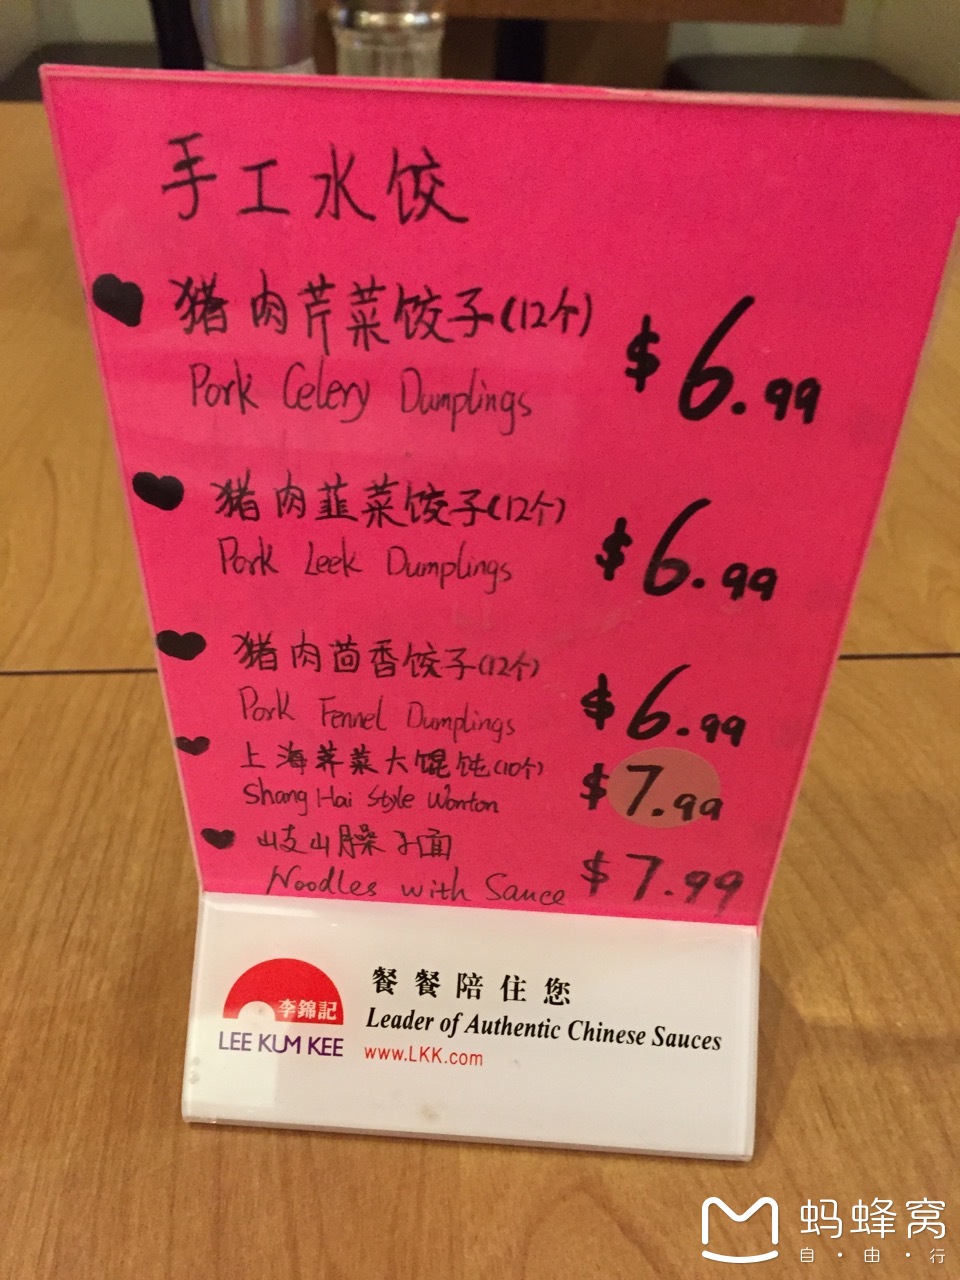 手工水饺
猪肉芹菜饺子(12个) $6.99
Pork Celery Dumplings
猪肉韭菜饺子(12个) $6.99
Pork Leek Dumplings
猪肉茴香饺子(12个) $6.99
Pork Fennel Dumplings
上海荠菜大馄饨(10个) $7.99
Shang Hai Style Wonton
岐山臊子面 $7.99
Noodles with Sauce
李錦記
LEE KUM KEE
餐餐陪住您
Leader of Authentic Chinese Sauces
www.LKK.com
蚂蜂窝
自·由·行